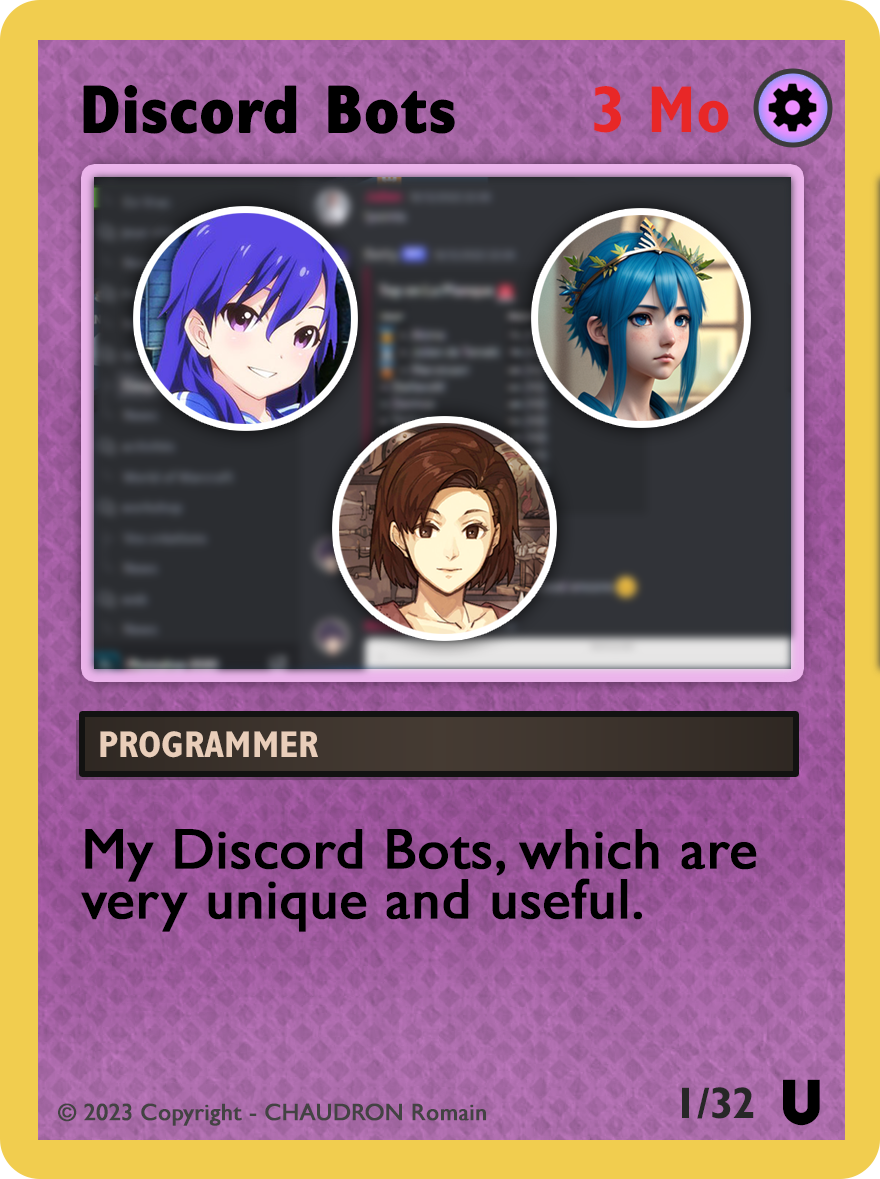 Discord Bots
3 Mo
PROGRAMMER
My Discord Bots, which are
very unique and useful.
© 2023 Copyright - CHAUDRON Romain
1/32
U